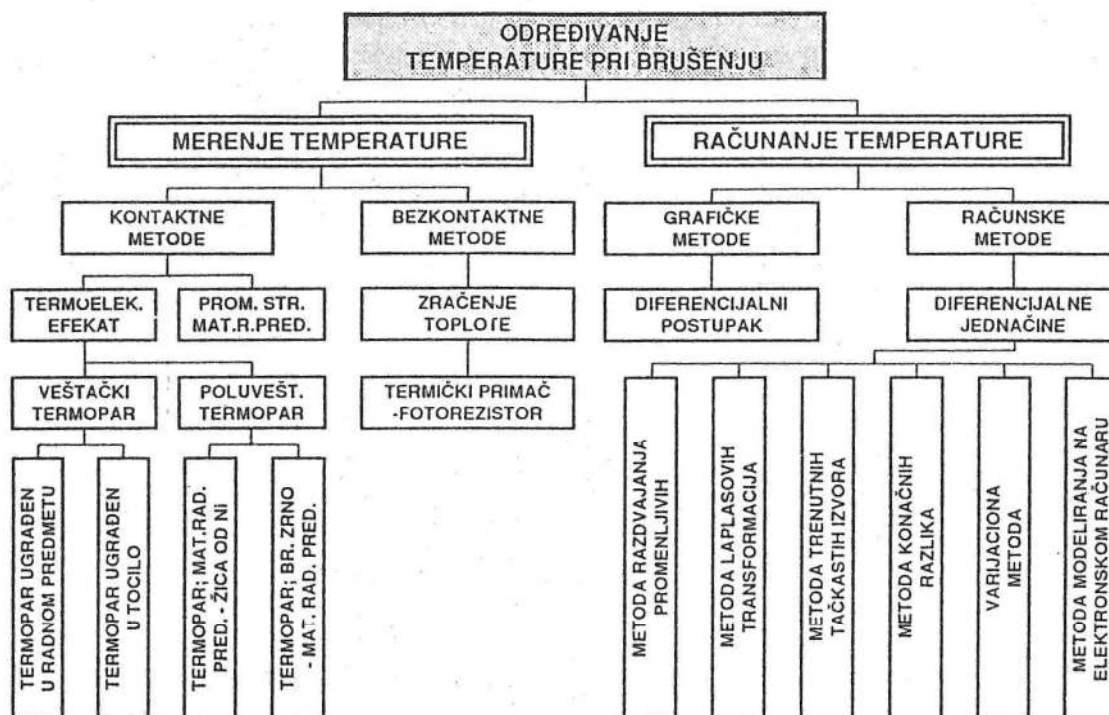 ODREĐIVANJE
TEMPERATURE PRI BRUŠENJU
MERENJE TEMPERATURE
RAČUNANJE TEMPERATURE
KONTAKTNE
METODE
BEZKONTAKTNE
METODE
GRAFIČKE
METODE
RAČUNSKE
METODE
TERMOELEK.
EFEKAT
PROM. STR.
MAT.R.PRED.
ZRAČENJE
TOPLOTE
DIFERENCIJALNI
POSTUPAK
DIFERENCIJALNE
JEDNAČINE
VEŠTAČKI
TERMOPAR
POLUVEŠT.
TERMOPAR
TERMIČKI PRIMAČ
-FOTOREZISTOR
TERMOPAR UGRAĐEN
U RADNOM PREDMETU
TERMOPAR UGRAĐEN
U TOCILO
TERMOPAR; MAT.RAD.
PRED. - ŽICA OD Ni
TERMOPAR; BR. ZRNO
- MAT. RAD. PRED.
METODA RAZDVAJANJA
PROMENLJIVIH
METODA LAPLASOVIH
TRANSFORMACIJA
METODA TRENUTNIH
TAČKASTIH IZVORA
METODA KONAČNIH
RAZLIKA
VARIJACIONA
METODA
METODA MODELIRANJA NA
ELEKTRONSKOM RAČUNARU